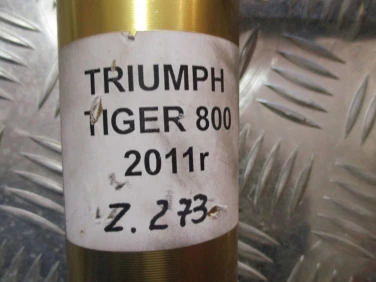 TRIUMPH
TIGER 800
2011r
Z. 273